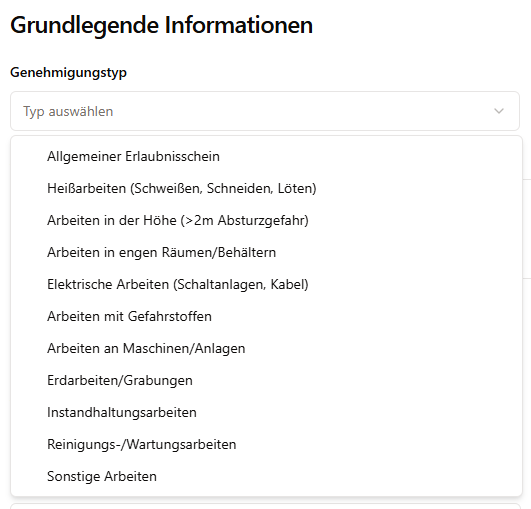 Grundlegende Informationen
Genehmigungstyp
Typ auswählen
Allgemeiner Erlaubnisschein
Heißarbeiten (Schweißen, Schneiden, Löten)
Arbeiten in der Höhe (>2m Absturzgefahr)
Arbeiten in engen Räumen/Behältern
Elektrische Arbeiten (Schaltanlagen, Kabel)
Arbeiten mit Gefahrstoffen
Arbeiten an Maschinen/Anlagen
Erdarbeiten/Grabungen
Instandhaltungsarbeiten
Reinigungs-/Wartungsarbeiten
Sonstige Arbeiten